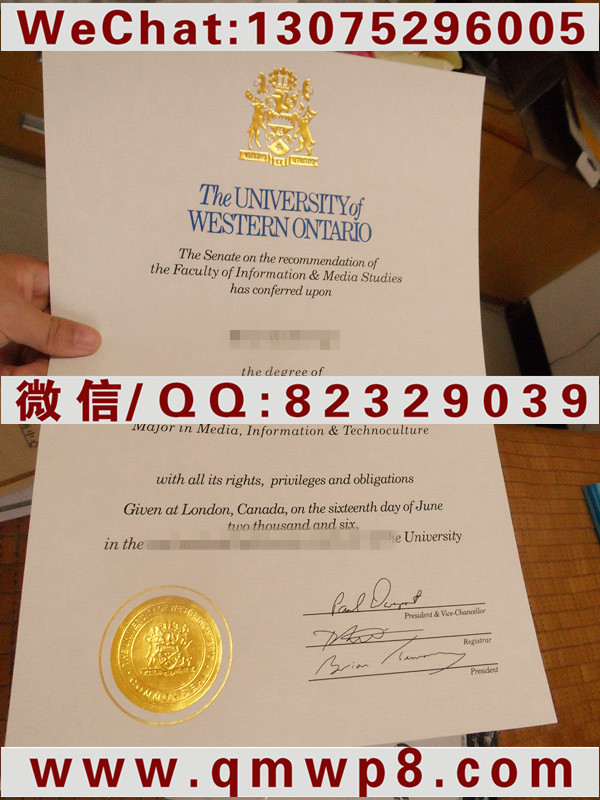 WeChat:13075296005
The UNIVERSITY of
WESTERN ONTARIO
The Senate on the recommendation of
the Faculty of Information & Media Studies
has conferred upon
the degree of
微信/QQ:82329039
Major in Media, Information & Technoculture
with all its rights, privileges and obligations
Given at London, Canada, on the sixteenth day of June
two thousand and six,
in the
University
President & Vice-Chancellor
Registrar
President
www.qmwp8.com